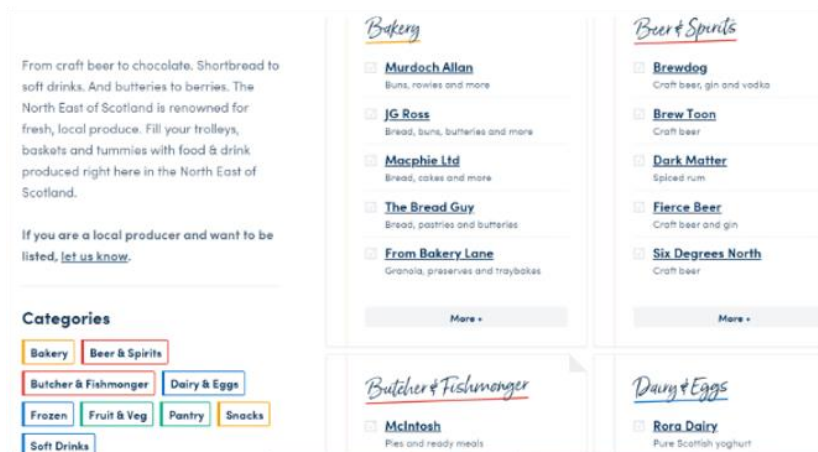 From craft beer to chocolate. Shortbread to
soft drinks. And butteries to berries. The
North East of Scotland is renowned for
fresh, local produce. Fill your trolleys,
baskets and tummies with food & drink
produced right here in the North East of
Scotland.
If you are a local producer and want to be
listed, let us know.
Categories
Bakery
Beer & Spirits
Butcher & Fishmonger
Dairy & Eggs
Frozen
Fruit & Veg
Pantry
Snacks
Soft Drinks
Bakery
Murdoch Allan
Buns, rowies and more
JG Ross
Bread, buns, butteries and more
Macphie Ltd
Bread, cakes and more
The Bread Guy
Bread, pastries and butteries
From Bakery Lane
Granola, preserves and traybakes
More +
Beer & Spirits
Brewdog
Craft beer, gin and vodka
Brew Toon
Craft beer
Dark Matter
Spiced rum
Fierce Beer
Craft beer and gin
Six Degrees North
Craft beer
More +
Butcher & Fishmonger
McIntosh
Pies and ready meals
Dairy & Eggs
Rora Dairy
Pure Scottish yoghurt